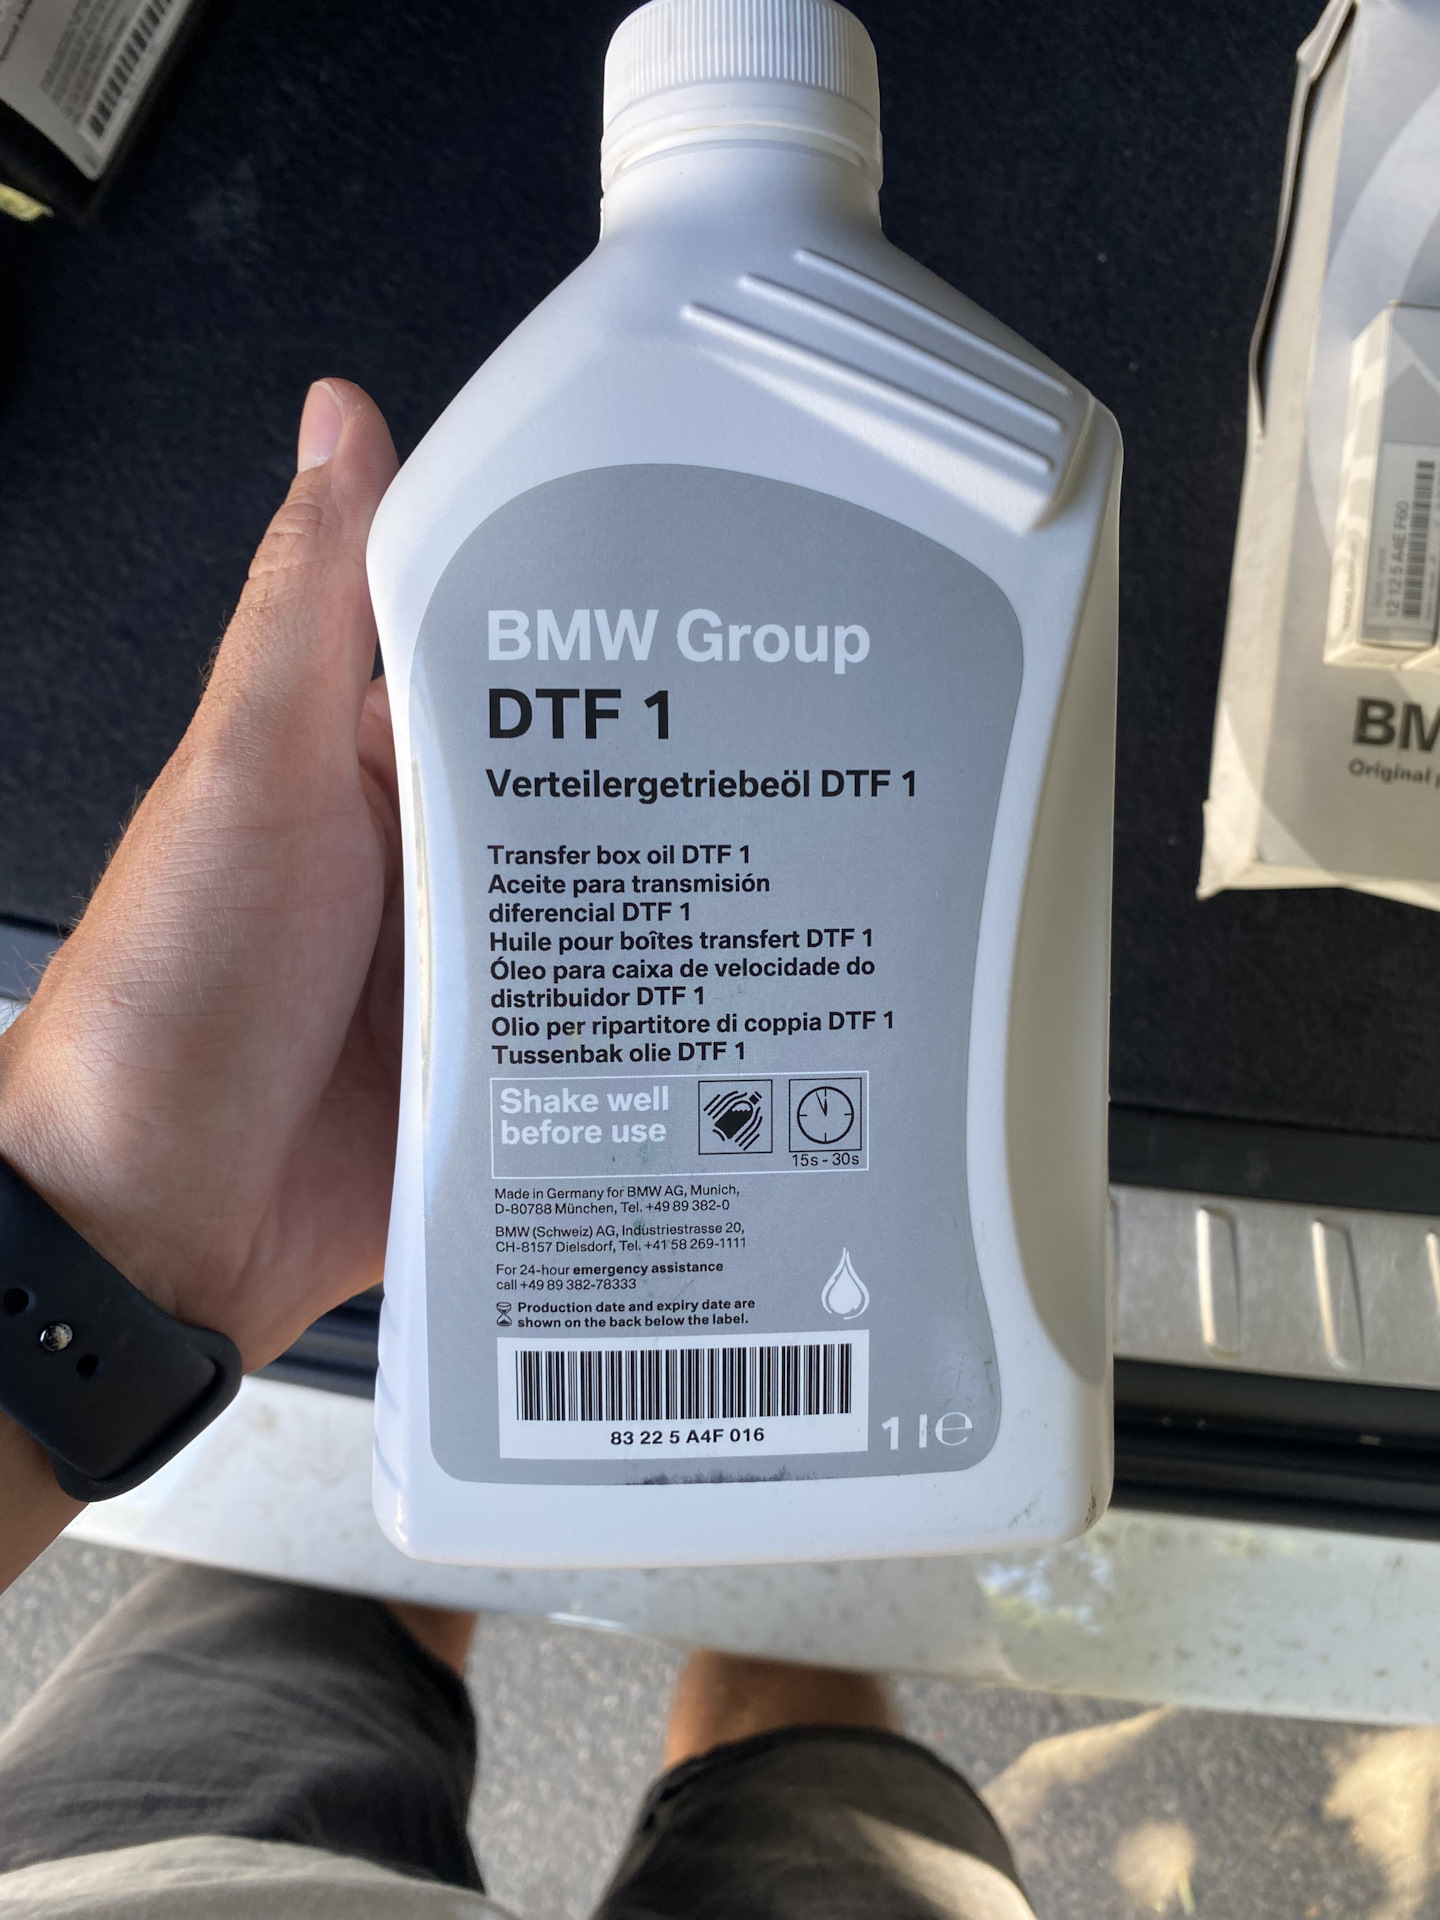 BMW Group
DTF 1
Verteilergetriebeöl DTF 1
Transfer box oil DTF 1
Aceite para transmisión
diferencial DTF 1
Huile pour boîtes transfert DTF 1
Óleo para caixa de velocidade do
distribuidor DTF 1
Olio per ripartitore di coppia DTF 1
Tussenbak olie DTF 1
Shake well
before use
15s - 30s
Made in Germany for BMW AG, Munich,
D-80788 München, Tel. +49 89 382-0
BMW (Schweiz) AG, Industriestrasse 20,
CH-8157 Dielsdorf, Tel. +41 58 269-1111
For 24-hour emergency assistance
call +49 89 382-78333
Production date and expiry date are
shown on the back below the label.
83 22 5 A4F 016
1 l e
12 12 5 A4E F60
BM
Original